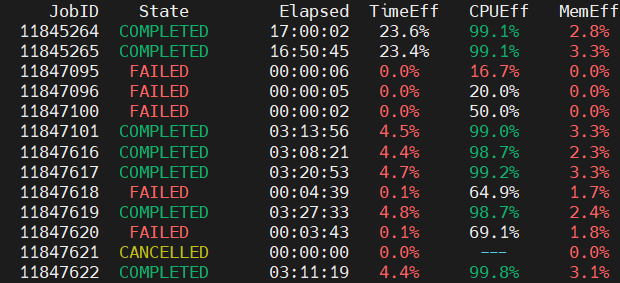 JobID State Elapsed TimeEff CPUEff MemEff
11845264 COMPLETED 17:00:02 23.6% 99.1% 2.8%
11845265 COMPLETED 16:50:45 23.4% 99.1% 3.3%
11847095 FAILED 00:00:06 0.0% 16.7% 0.0%
11847096 FAILED 00:00:05 0.0% 20.0% 0.0%
11847100 FAILED 00:00:02 0.0% 50.0% 0.0%
11847101 COMPLETED 03:13:56 4.5% 99.0% 3.3%
11847616 COMPLETED 03:08:21 4.4% 98.7% 2.3%
11847617 COMPLETED 03:20:53 4.7% 99.2% 3.3%
11847618 FAILED 00:04:39 0.1% 64.9% 1.7%
11847619 COMPLETED 03:27:33 4.8% 98.7% 2.4%
11847620 FAILED 00:03:43 0.1% 69.1% 1.8%
11847621 CANCELLED 00:00:00 0.0% --- 0.0%
11847622 COMPLETED 03:11:19 4.4% 99.8% 3.1%